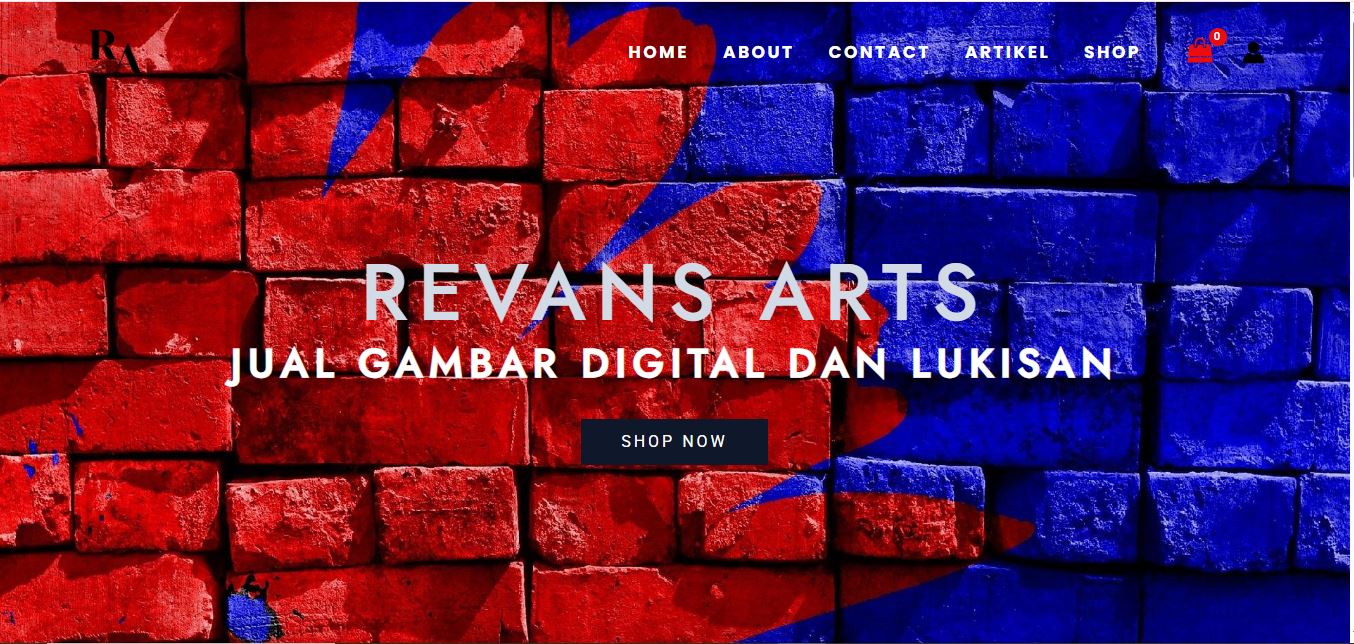 RA
HOME ABOUT CONTACT ARTIKEL SHOP 0
REVANS ARTS
JUAL GAMBAR DIGITAL DAN LUKISAN
SHOP NOW